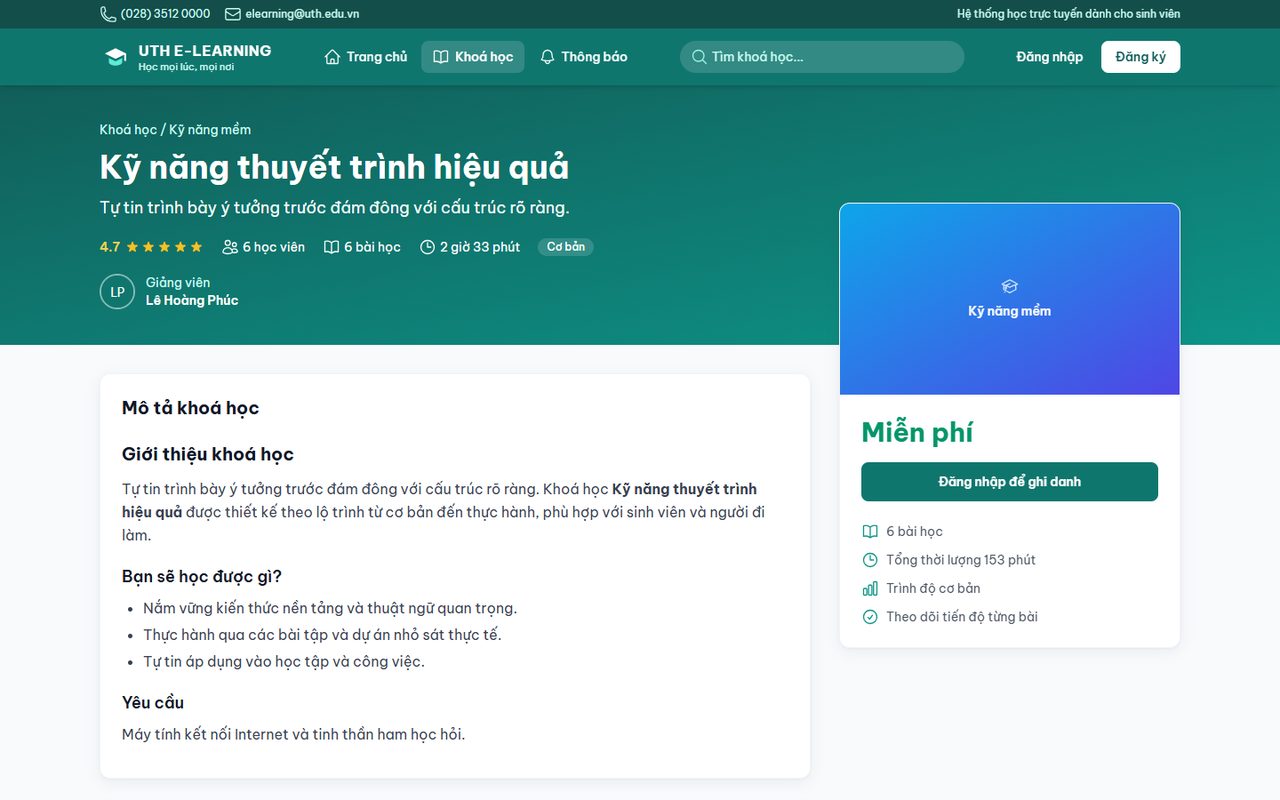 (028) 3512 0000 elearning@uth.edu.vn Hệ thống học trực tuyến dành cho sinh viên
UTH E-LEARNING
Học mọi lúc, mọi nơi
Trang chủ Khoá học Thông báo Tìm khoá học... Đăng nhập Đăng ký
Khoá học / Kỹ năng mềm
Kỹ năng thuyết trình hiệu quả
Tự tin trình bày ý tưởng trước đám đông với cấu trúc rõ ràng.
4.7 6 học viên 6 bài học 2 giờ 33 phút Cơ bản
LP
Giảng viên
Lê Hoàng Phúc
Kỹ năng mềm
Miễn phí
Đăng nhập để ghi danh
6 bài học
Tổng thời lượng 153 phút
Trình độ cơ bản
Theo dõi tiến độ từng bài
Mô tả khoá học
Giới thiệu khoá học
Tự tin trình bày ý tưởng trước đám đông với cấu trúc rõ ràng. Khoá học Kỹ năng thuyết trình
hiệu quả được thiết kế theo lộ trình từ cơ bản đến thực hành, phù hợp với sinh viên và người đi
làm.
Bạn sẽ học được gì?
Nắm vững kiến thức nền tảng và thuật ngữ quan trọng.
Thực hành qua các bài tập và dự án nhỏ sát thực tế.
Tự tin áp dụng vào học tập và công việc.
Yêu cầu
Máy tính kết nối Internet và tinh thần ham học hỏi.